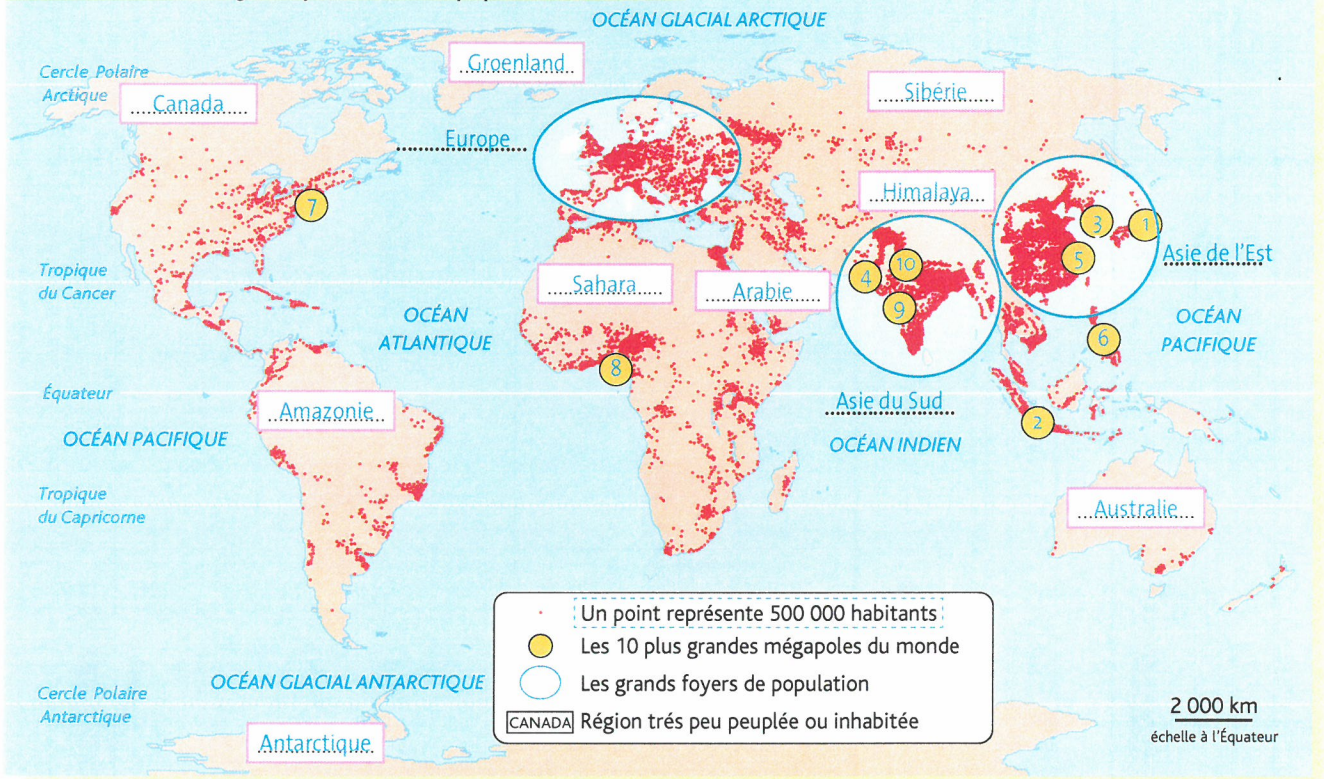 OCÉAN GLACIAL ARCTIQUE
Groenland
Cercle Polaire
Arctique
Canada
Sibérie
Europe
Himalaya
7
3
1
5
Asie de l'Est
10
4
9
Tropique
du Cancer
Sahara
Arabie
OCÉAN
ATLANTIQUE
OCÉAN
PACIFIQUE
6
8
Équateur
Amazonie
Asie du Sud
2
OCÉAN PACIFIQUE
OCÉAN INDIEN
Tropique
du Capricorne
Australie
Un point représente 500 000 habitants
Les 10 plus grandes mégapoles du monde
Les grands foyers de population
CANADA Région trés peu peuplée ou inhabitée
OCÉAN GLACIAL ANTARCTIQUE
Cercle Polaire
Antarctique
Antarctique
2 000 km
échelle à l'Équateur